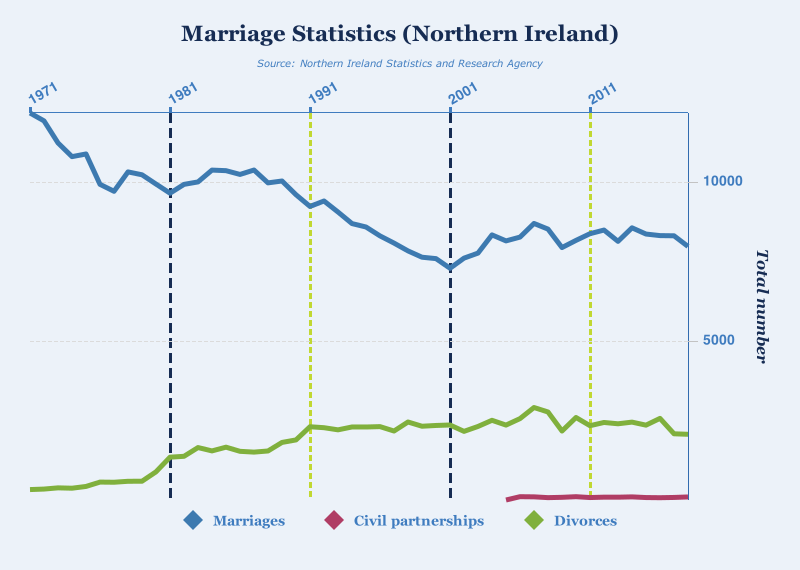 Marriage Statistics (Northern Ireland)
Source: Northern Ireland Statistics and Research Agency
1971 1981 1991 2001 2011
10000
Total number
5000
Marriages Civil partnerships Divorces